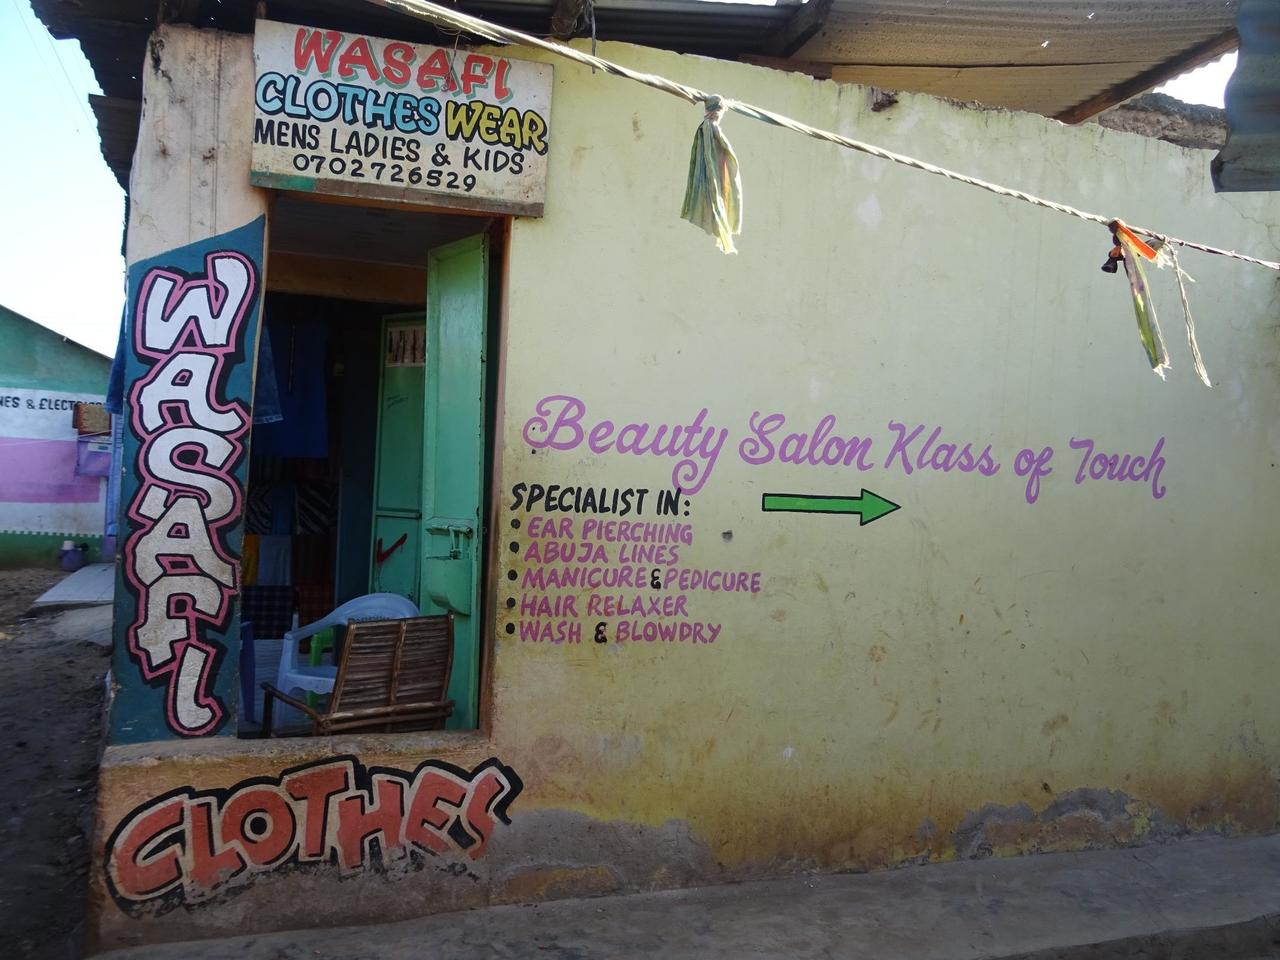 WASAFI
CLOTHES WEAR
MENS LADIES & KIDS
0702726529
WASAFI
CLOTHES
Beauty Salon Klass of Touch
SPECIALIST IN:
• EAR PIERCHING
• ABUJA LINES
• MANICURE & PEDICURE
• HAIR RELAXER
• WASH & BLOWDRY